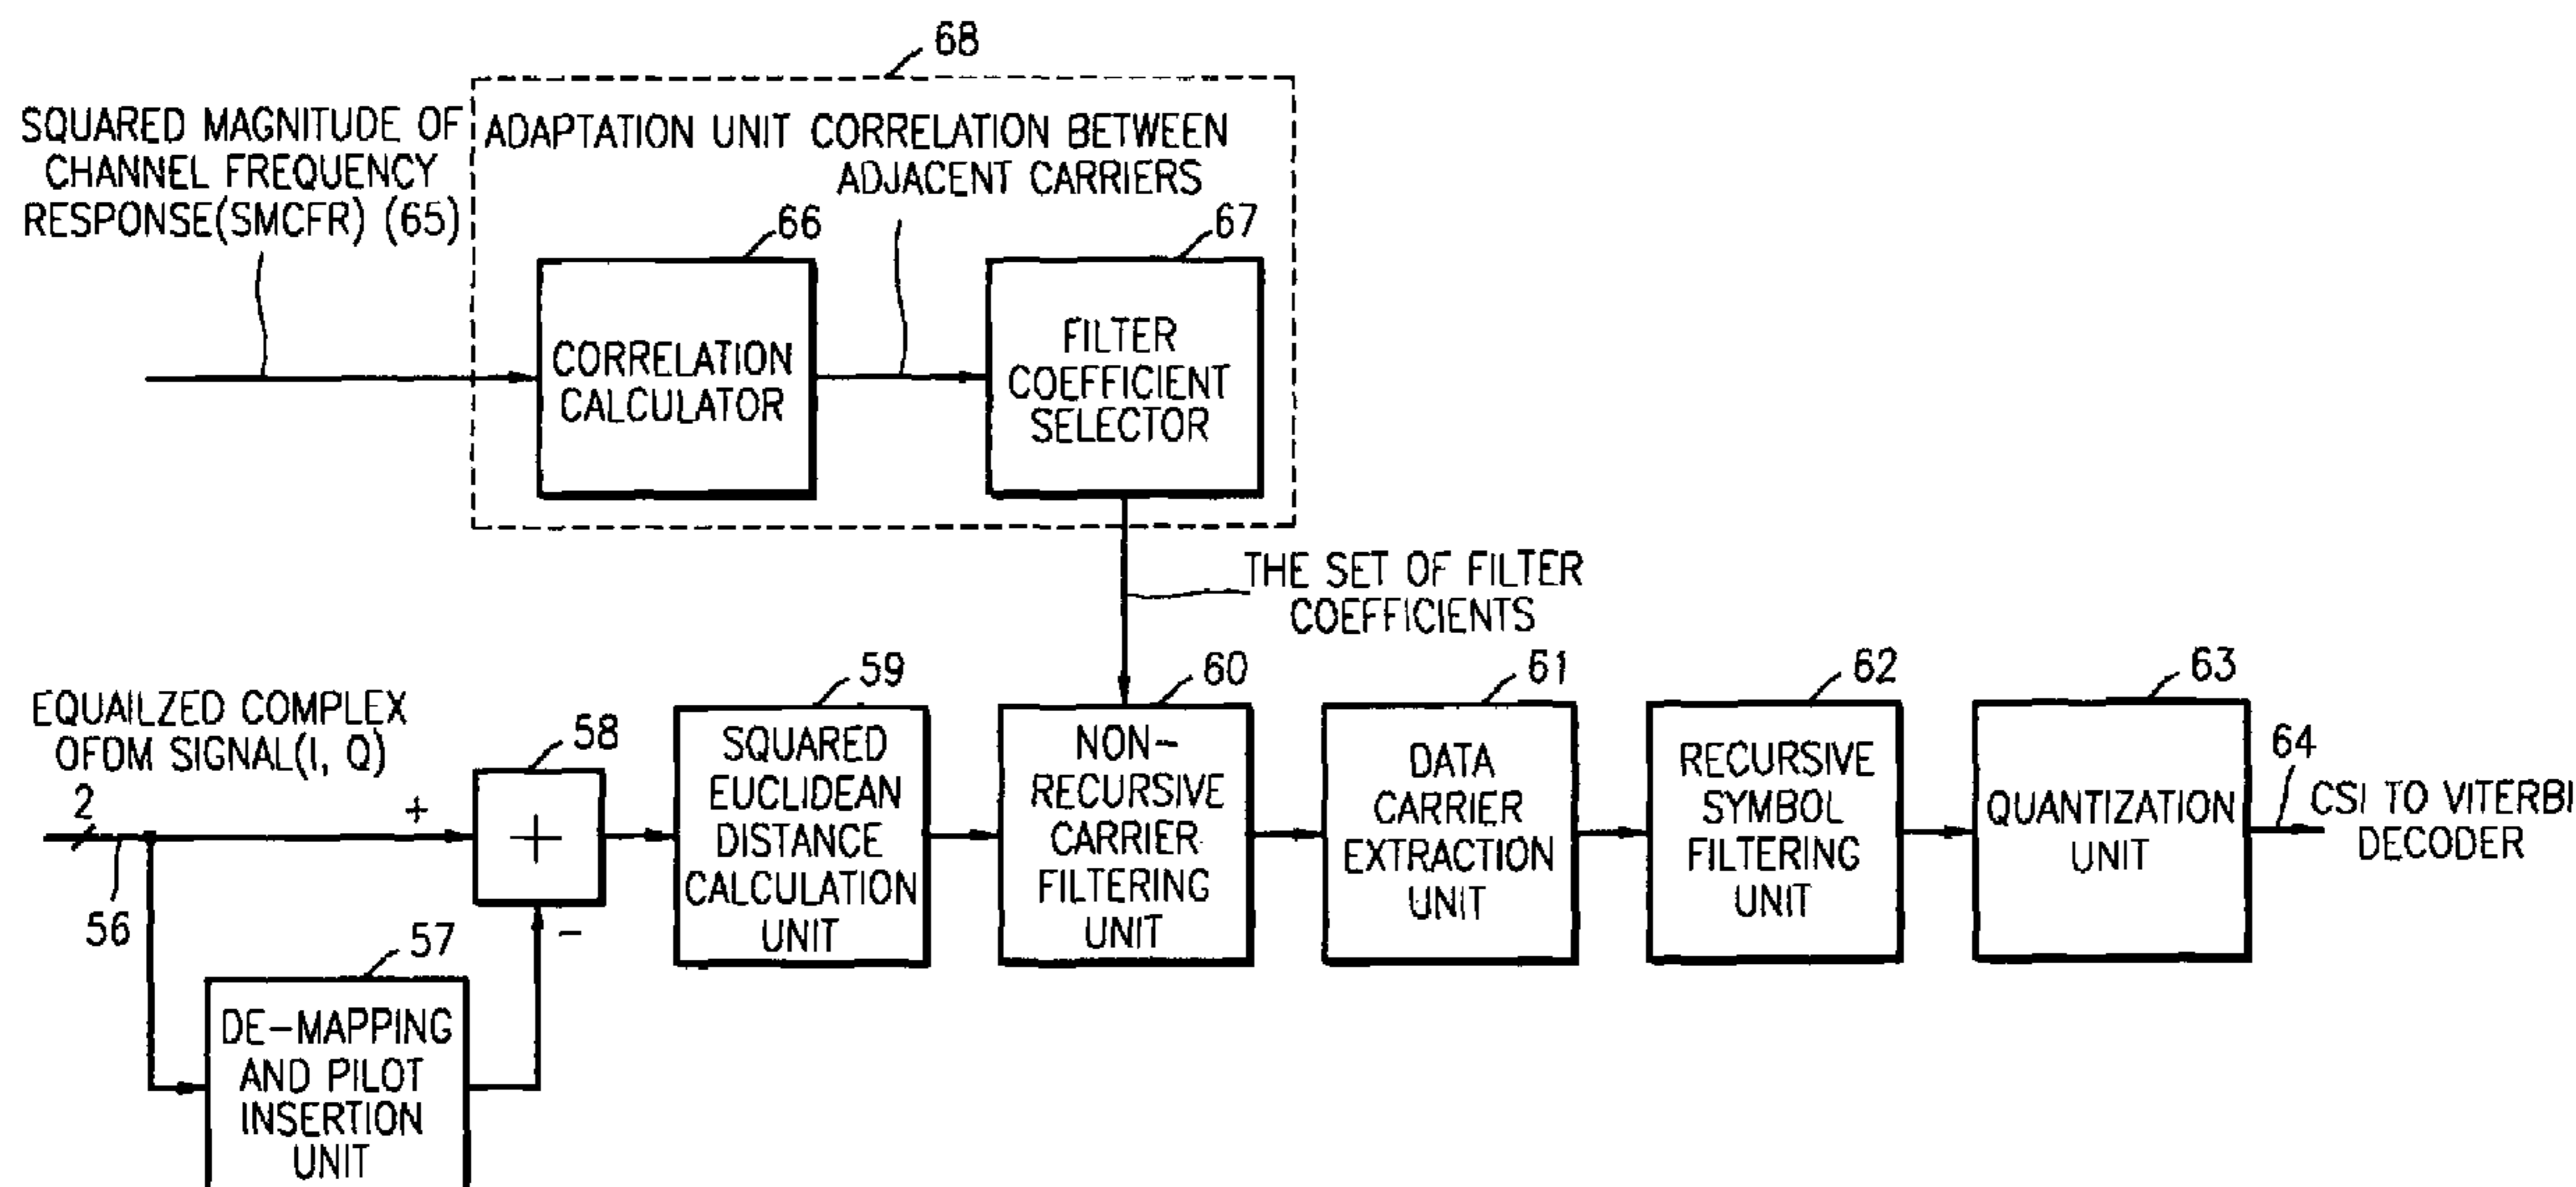 68
SQUARED MAGNITUDE OF
CHANNEL FREQUENCY
RESPONSE(SMCFR) (65)
ADAPTATION UNIT CORRELATION BETWEEN
ADJACENT CARRIERS
66
67
CORRELATION
CALCULATOR
FILTER
COEFFICIENT
SELECTOR
THE SET OF FILTER
COEFFICIENTS
EQUAILZED COMPLEX
OFDM SIGNAL(I, Q)
2
56
+
58
+
-
57
DE-MAPPING
AND PILOT
INSERTION
UNIT
59
SQUARED
EUCLIDEAN
DISTANCE
CALCULATION
UNIT
60
NON-
RECURSIVE
CARRIER
FILTERING
UNIT
61
DATA
CARRIER
EXTRACTION
UNIT
62
RECURSIVE
SYMBOL
FILTERING
UNIT
63
QUANTIZATION
UNIT
64
CSI TO VITERBI
DECODER